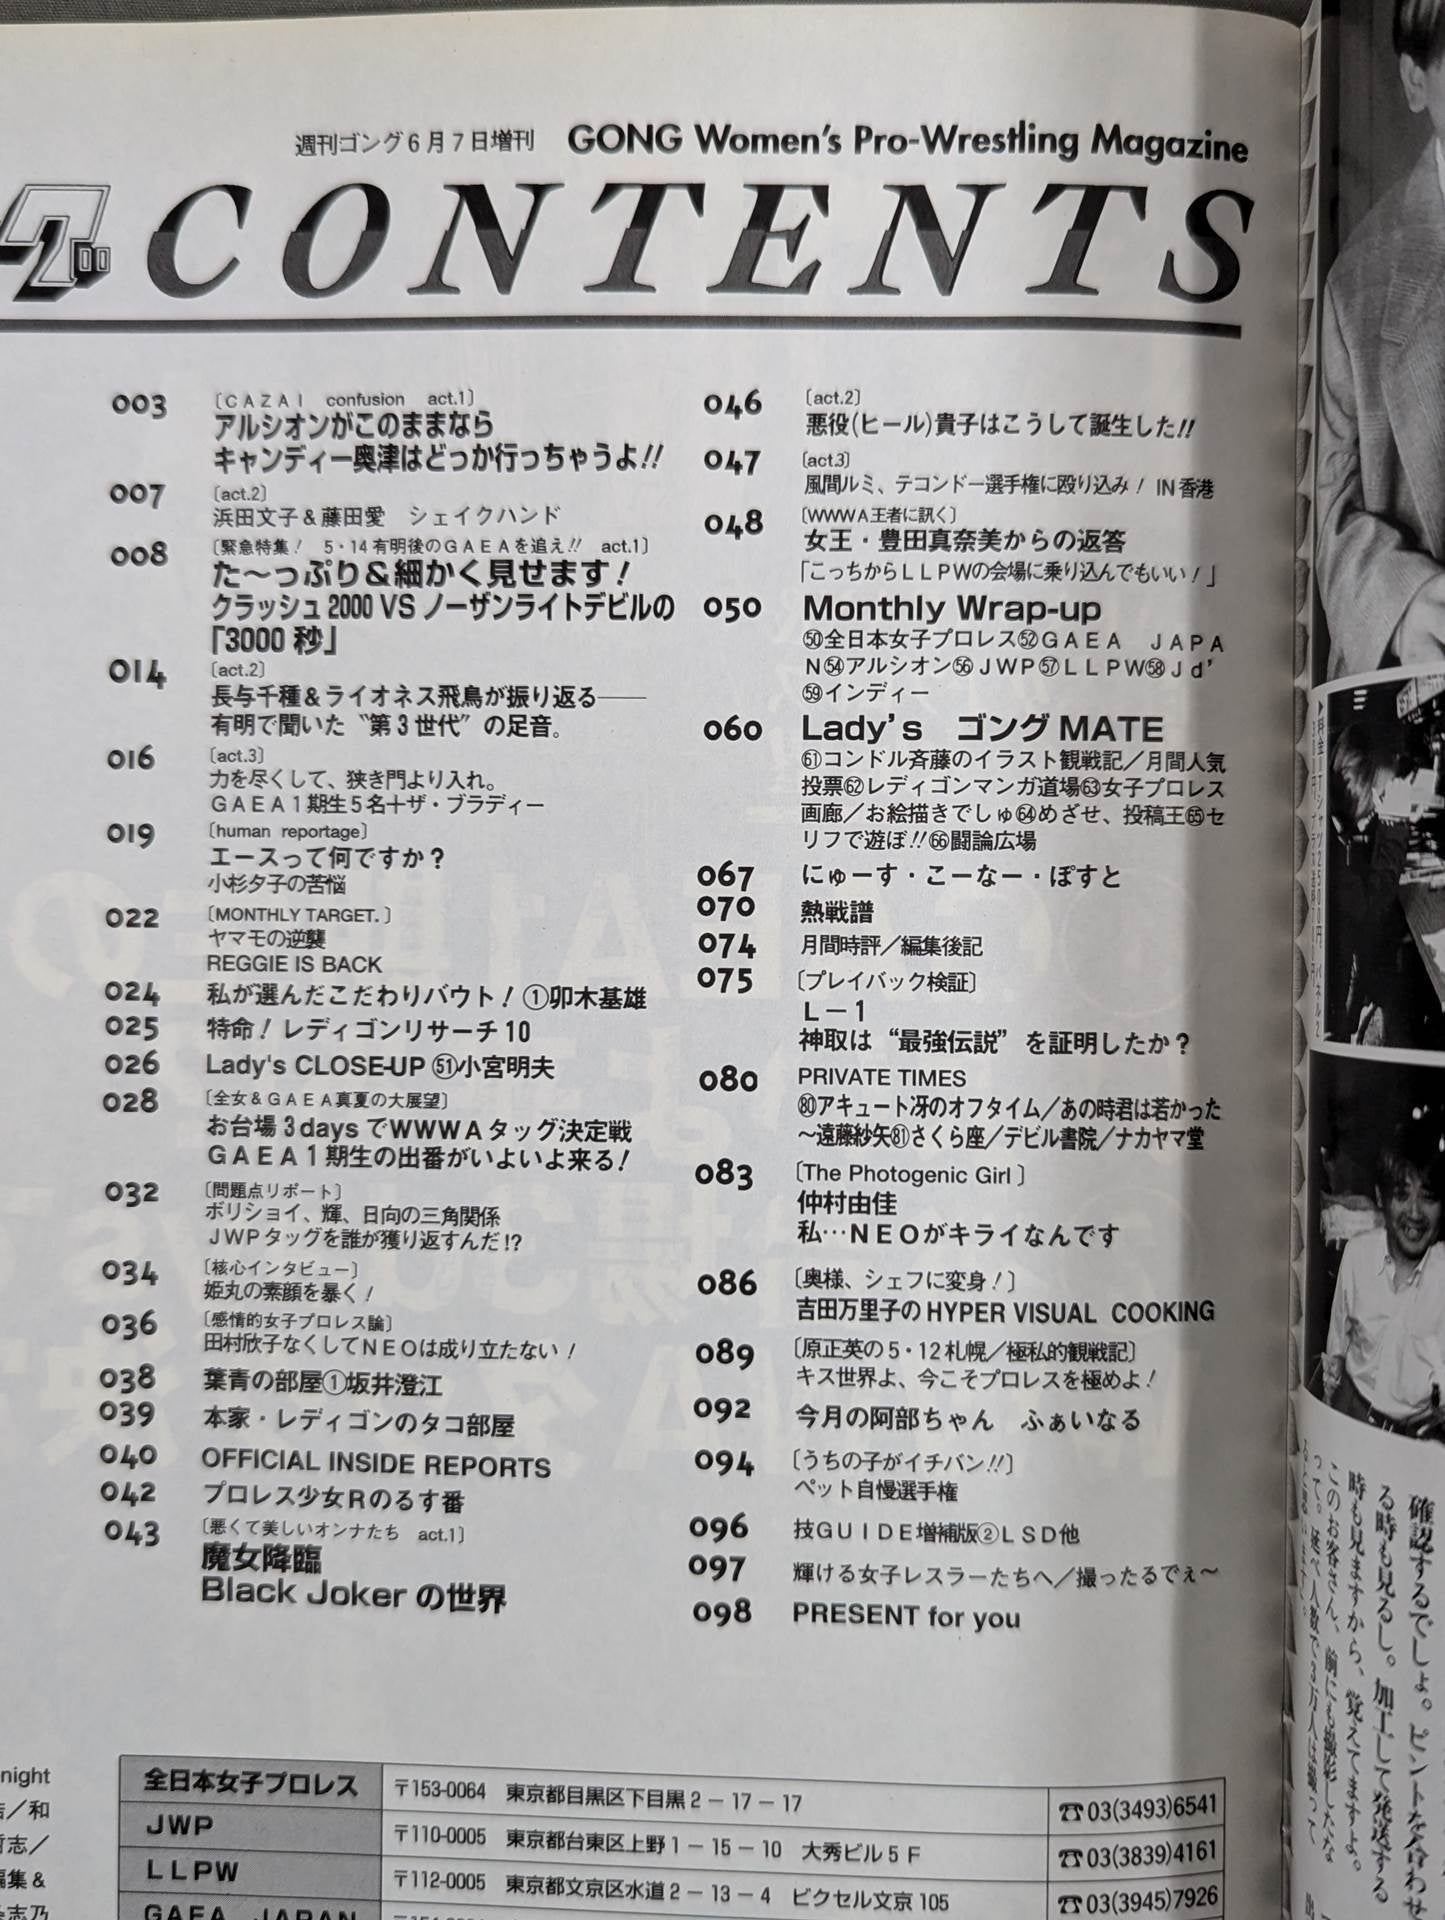 週刊ゴング6月7日増刊 GONG Women's Pro-Wrestling Magazine
CONTENTS
003 〔CAZAI confusion act.1〕
アルシオンがこのままなら
キャンディー奥津はどっか行っちゃうよ!!
007 〔act.2〕
浜田文子＆藤田愛 シェイクハンド
008 〔緊急特集！ 5・14有明後のGAEAを追え!! act.1〕
た〜っぷり＆細かく見せます！
クラッシュ2000 VS ノーザンライトデビルの
「3000秒」
014 〔act.2〕
長与千種＆ライオネス飛鳥が振り返る──
有明で聞いた〝第3世代〟の足音。
016 〔act.3〕
力を尽くして、狭き門より入れ。
GAEA1期生5名＋ザ・ブラディー
019 〔human reportage〕
エースって何ですか？
小杉夕子の苦悩
022 〔MONTHLY TARGET.〕
ヤマモの逆襲
REGGIE IS BACK
024 私が選んだこだわりバウト！①卯木基雄
025 特命！レディゴンリサーチ10
026 Lady's CLOSE-UP 51小宮明夫
028 〔全女＆GAEA真夏の大展望〕
お台場3daysでWWWAタッグ決定戦
GAEA1期生の出番がいよいよ来る！
032 〔問題点リポート〕
ボリショイ、輝、日向の三角関係
JWPタッグを誰が獲り返すんだ!?
034 〔核心インタビュー〕
姫丸の素顔を暴く！
036 〔感情的女子プロレス論〕
田村欣子なくしてNEOは成り立たない！
038 葉青の部屋①坂井澄江
039 本家・レディゴンのタコ部屋
040 OFFICIAL INSIDE REPORTS
042 プロレス少女Rのるす番
043 〔悪くて美しいオンナたち act.1〕
魔女降臨
Black Jokerの世界
046 〔act.2〕
悪役(ヒール)貴子はこうして誕生した!!
047 〔act.3〕
風間ルミ、テコンドー選手権に殴り込み！ IN香港
048 〔WWWA王者に訊く〕
女王・豊田真奈美からの返答
「こっちからLLPWの会場に乗り込んでもいい！」
050 Monthly Wrap-up
㊿全日本女子プロレス52GAEA JAPA
N54アルシオン56JWP57LLPW58Jd'
59インディー
060 Lady's ゴングMATE
61コンドル斉藤のイラスト観戦記／月間人気
投票62レディゴンマンガ道場63女子プロレス
画廊／お絵描きでしゅ64めざせ、投稿王65セ
リフで遊ぼ!!66闘論広場
067 にゅーす・こーなー・ぽすと
070 熱戦譜
074 月間時評／編集後記
075 〔プレイバック検証〕
L−1
神取は“最強伝説”を証明したか？
080 PRIVATE TIMES
80アキュート冴のオフタイム／あの時君は若かった
〜遠藤紗矢81さくら座／デビル書院／ナカヤマ堂
083 〔The Photogenic Girl〕
仲村由佳
私…NEOがキライなんです
086 〔奥様、シェフに変身！〕
吉田万里子のHYPER VISUAL COOKING
089 〔原正英の5・12札幌／極私的観戦記〕
キス世界よ、今こそプロレスを極めよ！
092 今月の阿部ちゃん ふぁいなる
094 〔うちの子がイチバン!!〕
ペット自慢選手権
096 技GUIDE増補版②LSD他
097 輝ける女子レスラーたちへ／撮ったるでぇ〜
098 PRESENT for you
night
／和
志／
編集＆
志乃
全日本女子プロレス 〒153-0064 東京都目黒区下目黒2−17−17 ☎03(3493)6541
JWP 〒110-0005 東京都台東区上野1−15−10 大秀ビル5F ☎03(3839)4161
LLPW 〒112-0005 東京都文京区水道2−13−4 ビクセル文京105 ☎03(3945)7926
GAEA JAPAN
確認するでしょ。ピントを合わせ
る時も見るし。加工して発送する
時も見ますから、覚えてますよ。